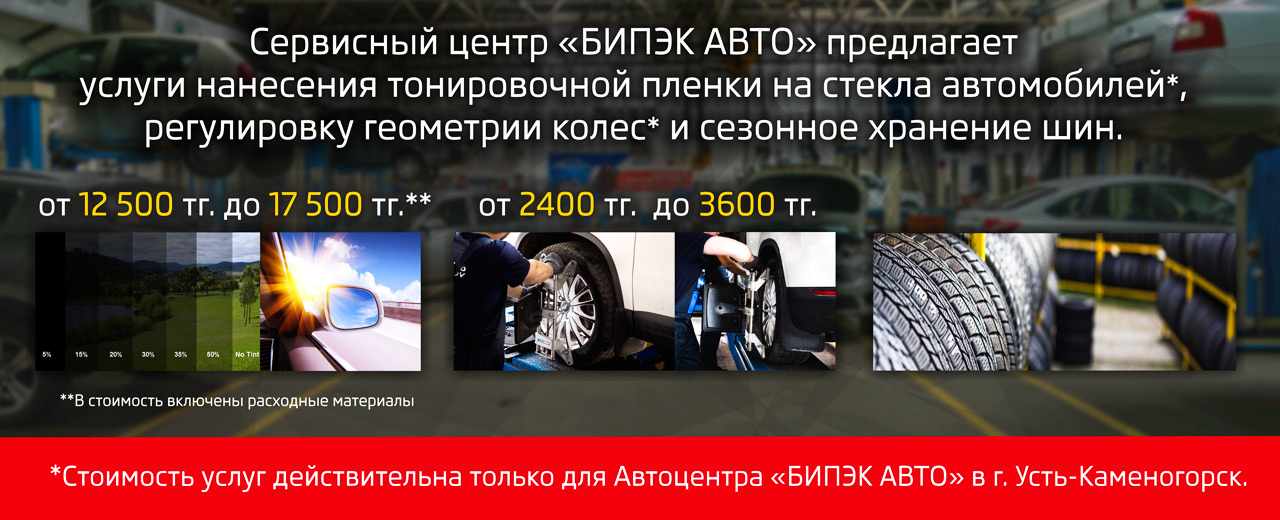 Сервисный центр «БИПЭК АВТО» предлагает
услуги нанесения тонировочной пленки на стекла автомобилей*,
регулировку геометрии колес* и сезонное хранение шин.
от 12 500 тг. до 17 500 тг.** от 2400 тг. до 3600 тг.
5% 15% 20% 30% 35% 50% No Tint
**В стоимость включены расходные материалы
*Стоимость услуг действительна только для Автоцентра «БИПЭК АВТО» в г. Усть-Каменогорск.